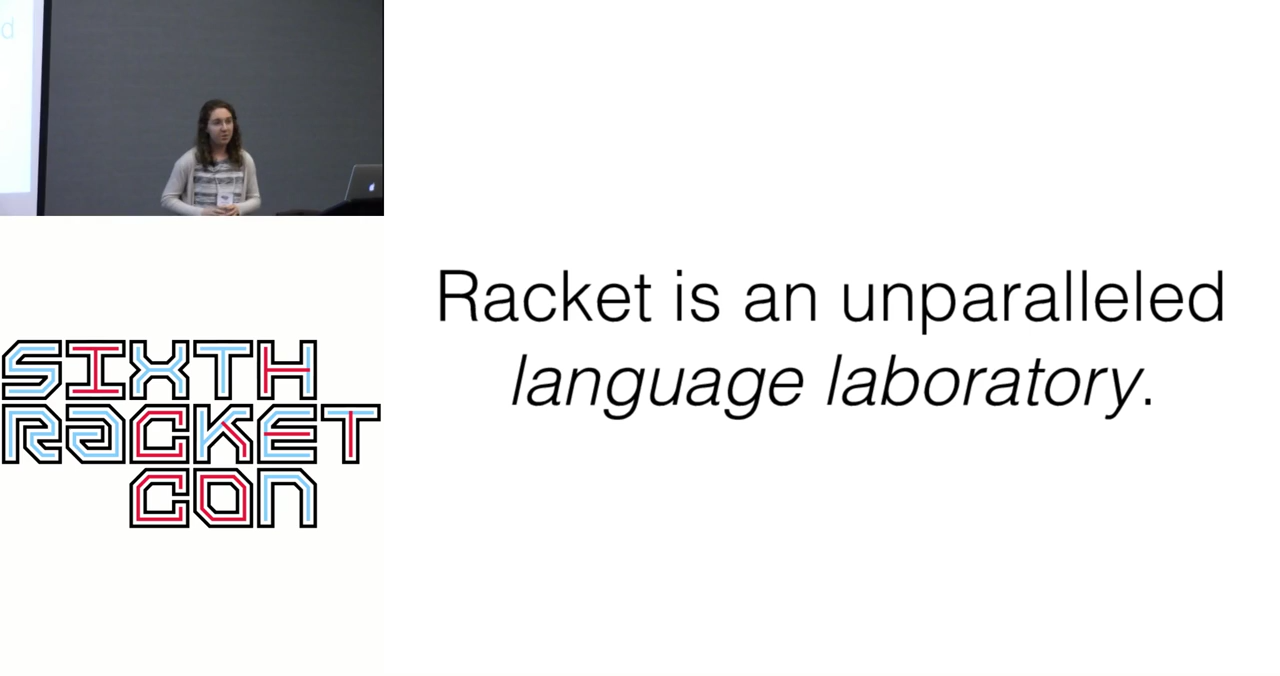 d
SIXTH
RACKET
CON
Racket is an unparalleled
language laboratory.